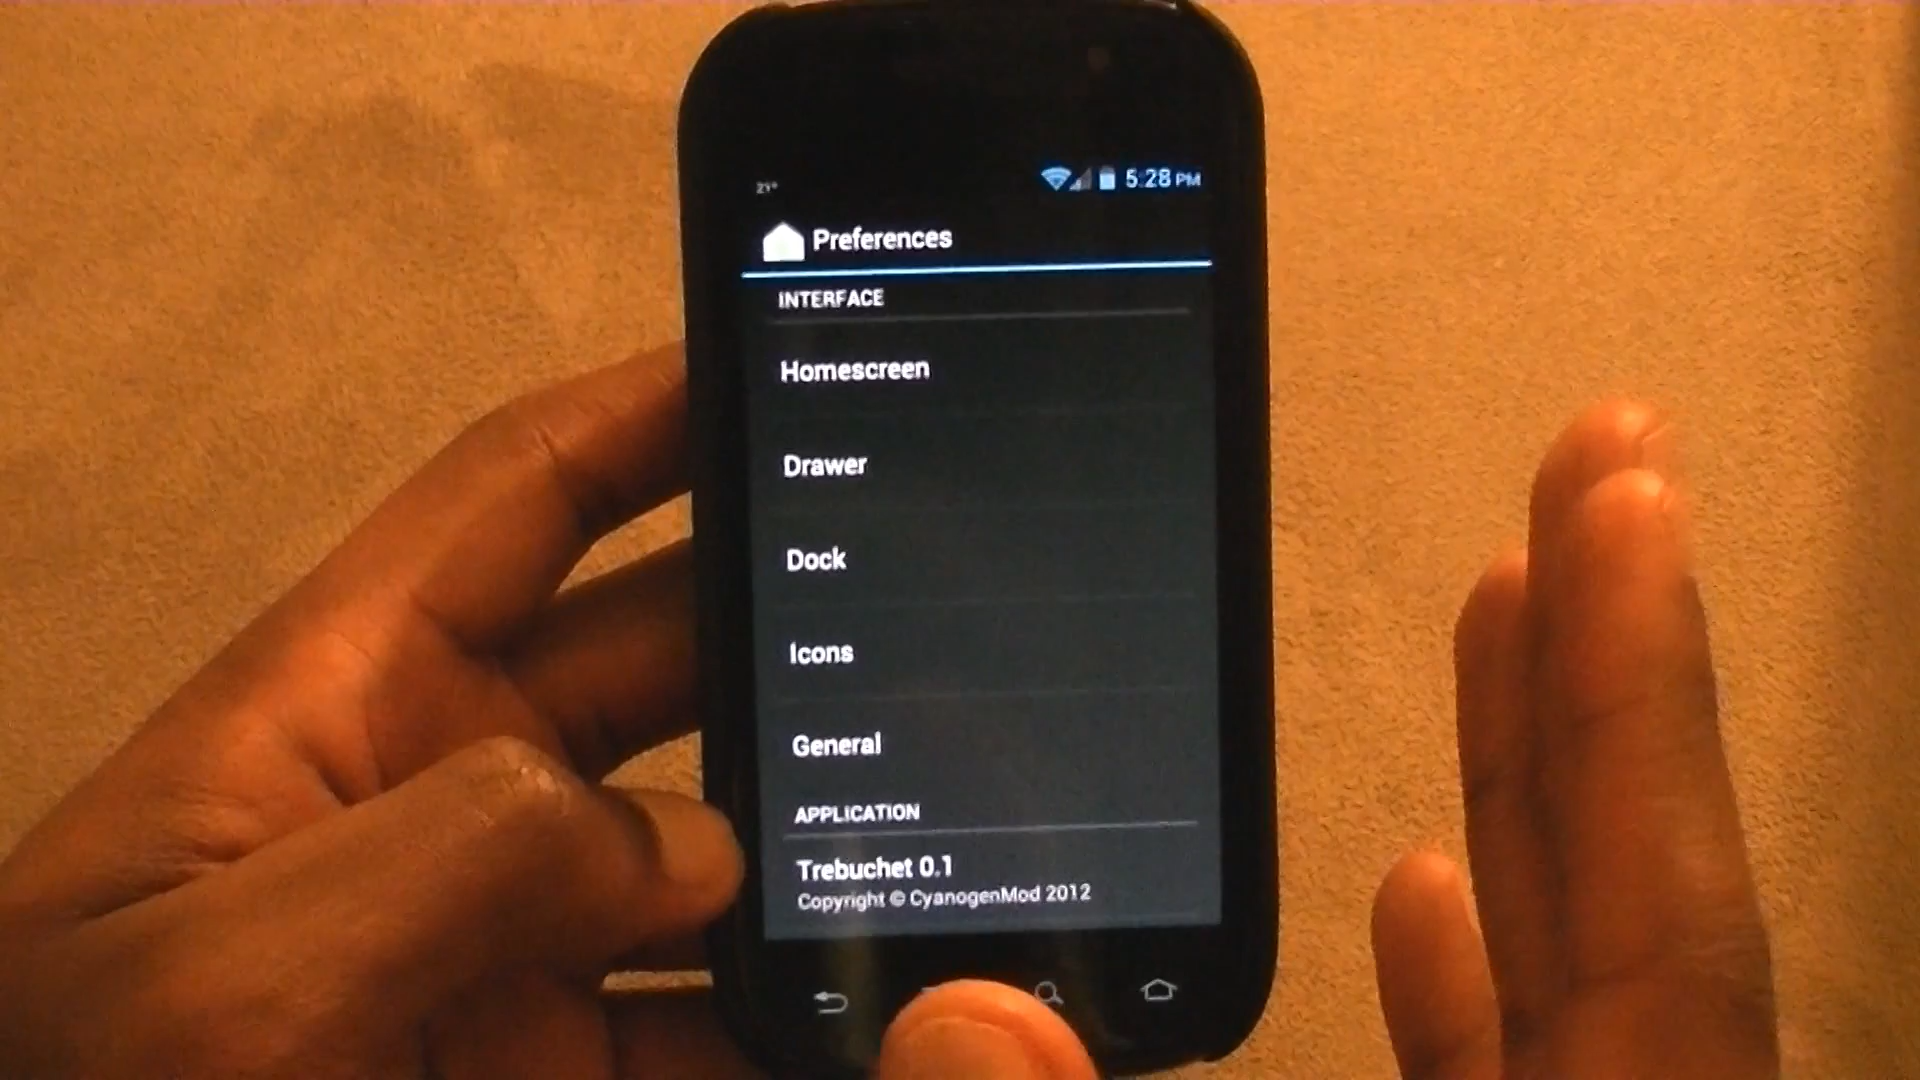 21° 5:28 PM
Preferences
INTERFACE
Homescreen
Drawer
Dock
Icons
General
APPLICATION
Trebuchet 0.1
Copyright © CyanogenMod 2012